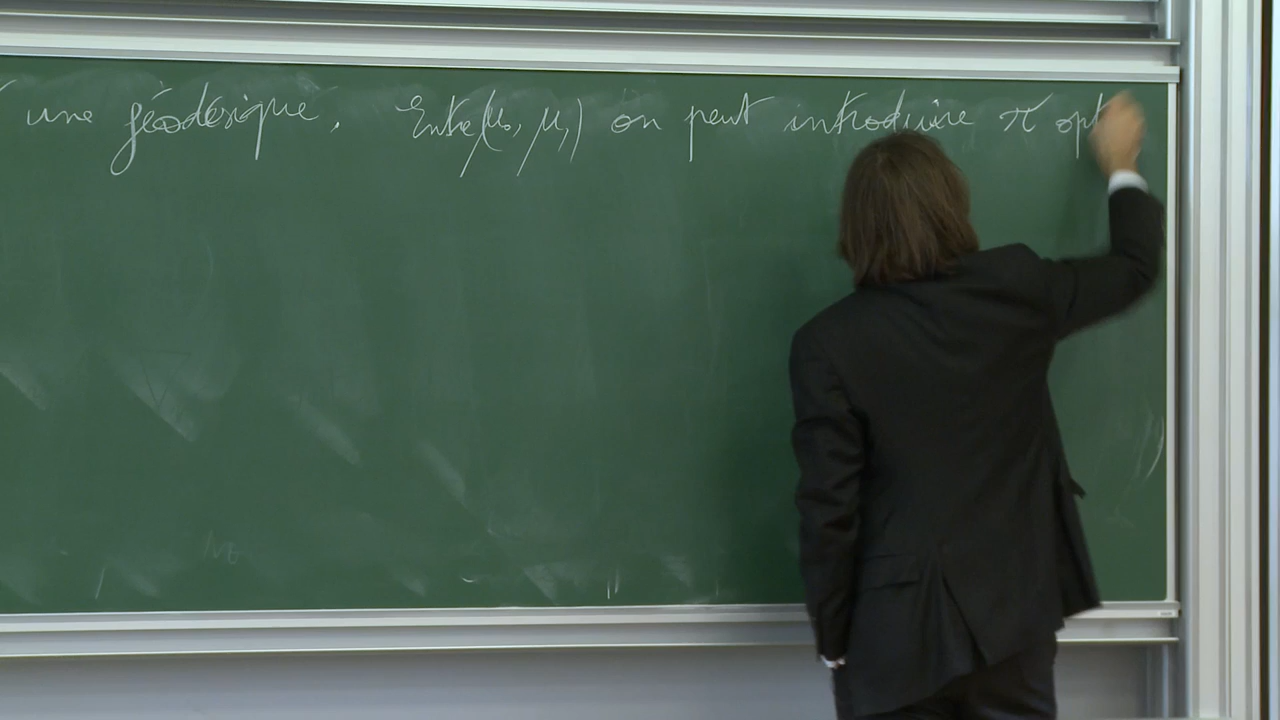 une géodésique. Entre (μ₀, μ₁) on peut introduire π opt